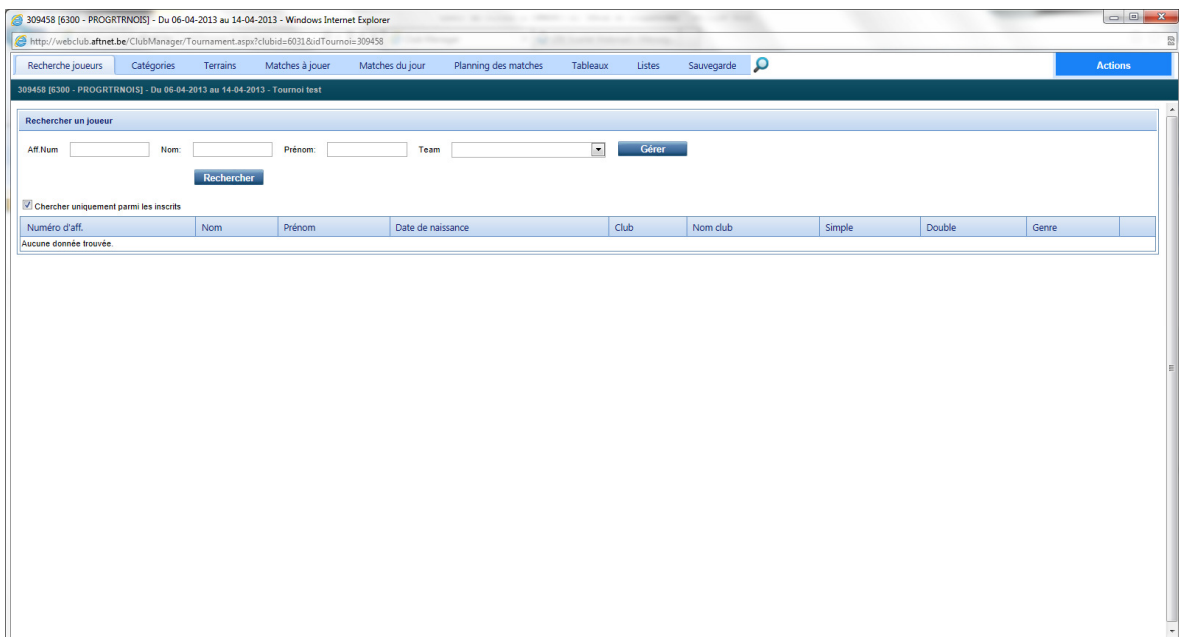 309458 [6300 - PROGRTRNOIS] - Du 06-04-2013 au 14-04-2013 - Windows Internet Explorer
http://webclub.aftnet.be/ClubManager/Tournament.aspx?clubid=6031&idTournoi=309458
Recherche joueurs Catégories Terrains Matches à jouer Matches du jour Planning des matches Tableaux Listes Sauvegarde Actions
309458 [6300 - PROGRTRNOIS] - Du 06-04-2013 au 14-04-2013 - Tournoi test
Rechercher un joueur
Aff.Num Nom: Prénom: Team Gérer
Rechercher
Chercher uniquement parmi les inscrits
Numéro d'aff. Nom Prénom Date de naissance Club Nom club Simple Double Genre
Aucune donnée trouvée.